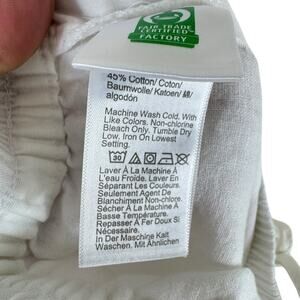 FAIR TRADE
CERTIFIED™
FACTORY
45% Cotton/ Coton/
Baumwolle/ Katoen/ 綿/
algodón
Machine Wash Cold. With
Like Colors. Non-chlorine
Bleach Only. Tumble Dry
Low. Iron On Lowest
Setting.
30
Laver À La Machine À
L'eau Froide. Laver En
Séparant Les Couleurs.
Seulement Agent De
Blanchiment Non-chlore.
Sécher À La Machine À
Basse Température.
Repasser À Fer Doux Si
Nécessaire.
In Der Maschine Kalt
Waschen. Mit Ähnlichen